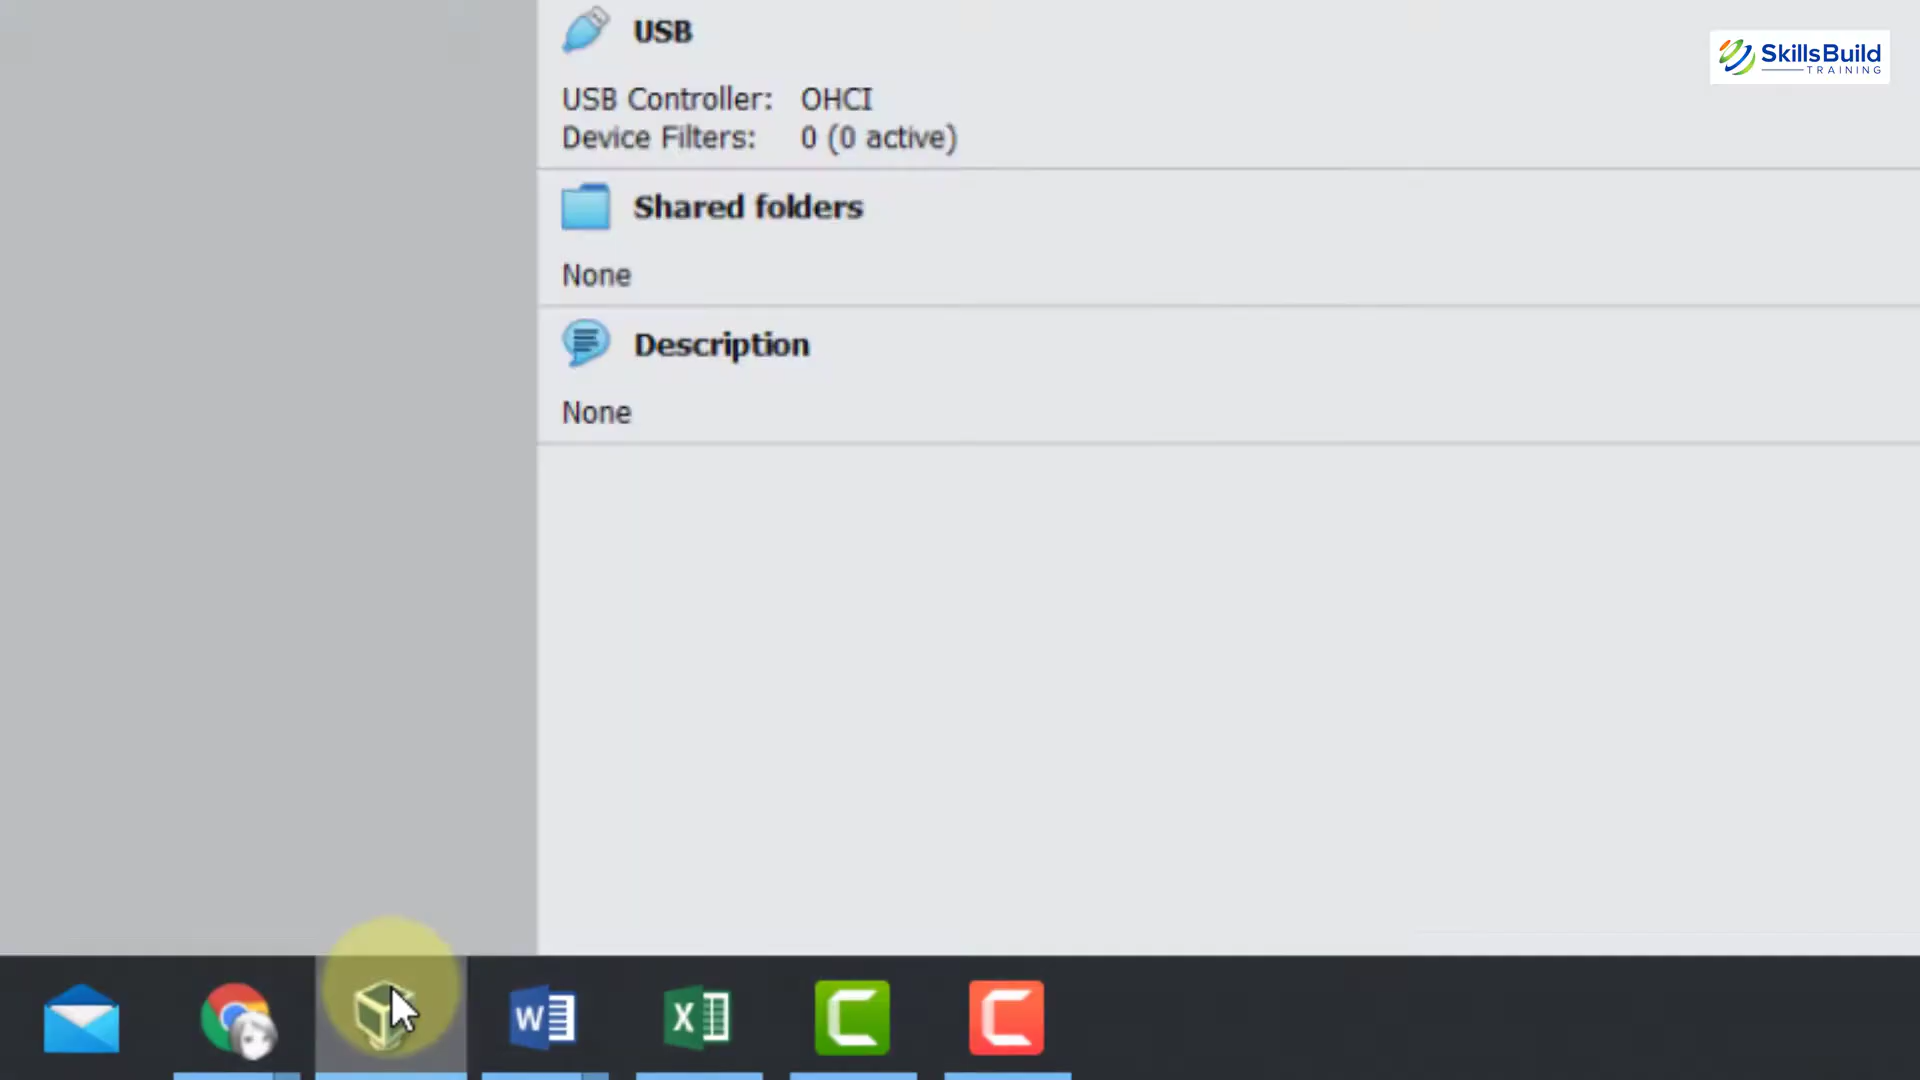 USB
SkillsBuild
TRAINING
USB Controller: OHCI
Device Filters: 0 (0 active)
Shared folders
None
Description
None